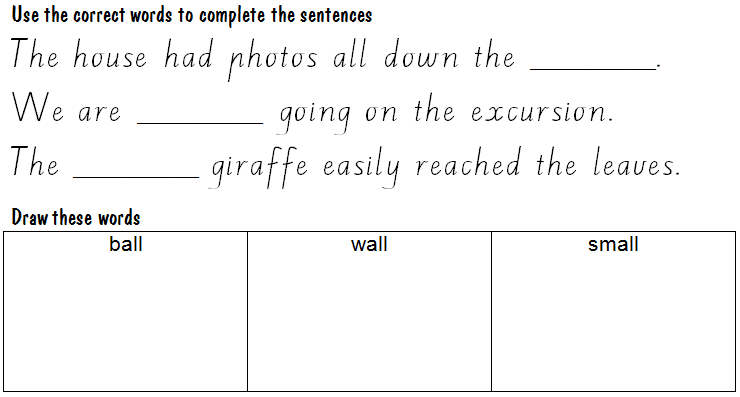 Use the correct words to complete the sentences
The house had photos all down the ________.
We are ________ going on the excursion.
The ________ giraffe easily reached the leaves.
Draw these words
ball wall small